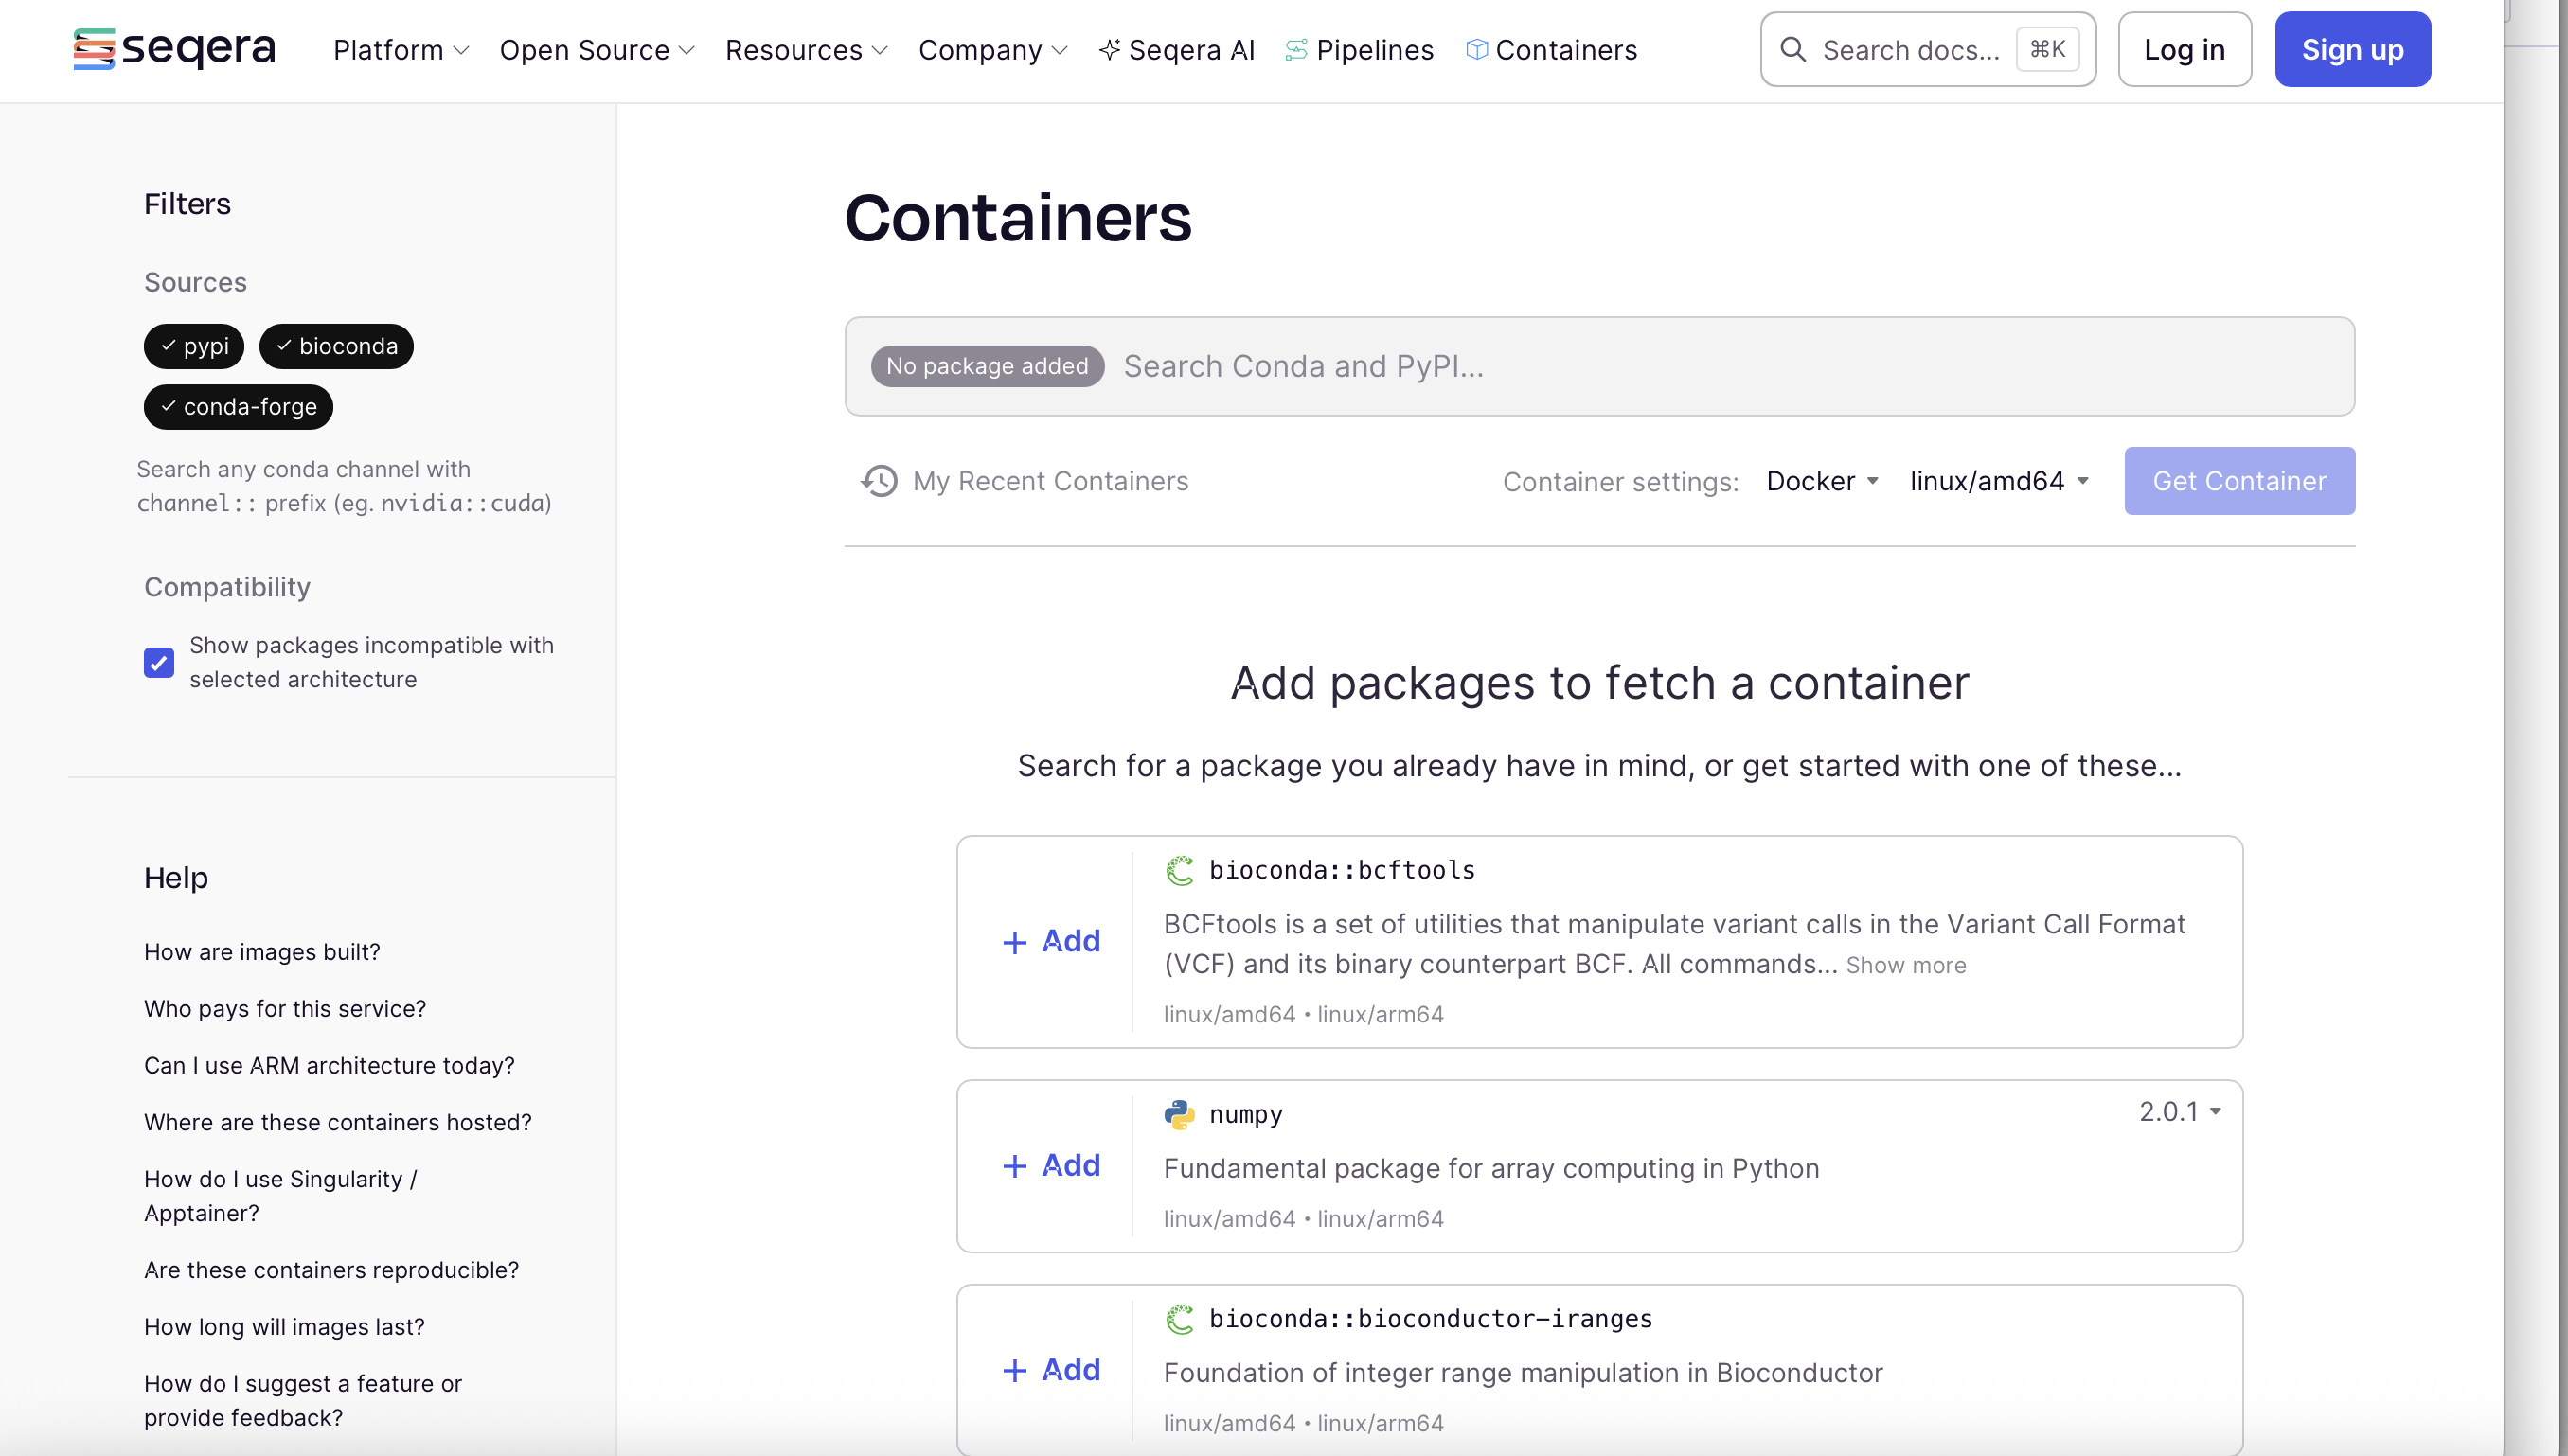 seqera
Platform Open Source Resources Company Seqera AI Pipelines Containers Search docs... ⌘K Log in Sign up
Filters
Sources
pypi bioconda
conda-forge
Search any conda channel with
channel:: prefix (eg. nvidia::cuda)
Compatibility
Show packages incompatible with
selected architecture
Help
How are images built?
Who pays for this service?
Can I use ARM architecture today?
Where are these containers hosted?
How do I use Singularity /
Apptainer?
Are these containers reproducible?
How long will images last?
How do I suggest a feature or
provide feedback?
Containers
No package added Search Conda and PyPI...
My Recent Containers Container settings: Docker linux/amd64 Get Container
Add packages to fetch a container
Search for a package you already have in mind, or get started with one of these...
+ Add
bioconda::bcftools
BCFtools is a set of utilities that manipulate variant calls in the Variant Call Format
(VCF) and its binary counterpart BCF. All commands... Show more
linux/amd64 • linux/arm64
+ Add
numpy 2.0.1
Fundamental package for array computing in Python
linux/amd64 • linux/arm64
+ Add
bioconda::bioconductor-iranges
Foundation of integer range manipulation in Bioconductor
linux/amd64 • linux/arm64